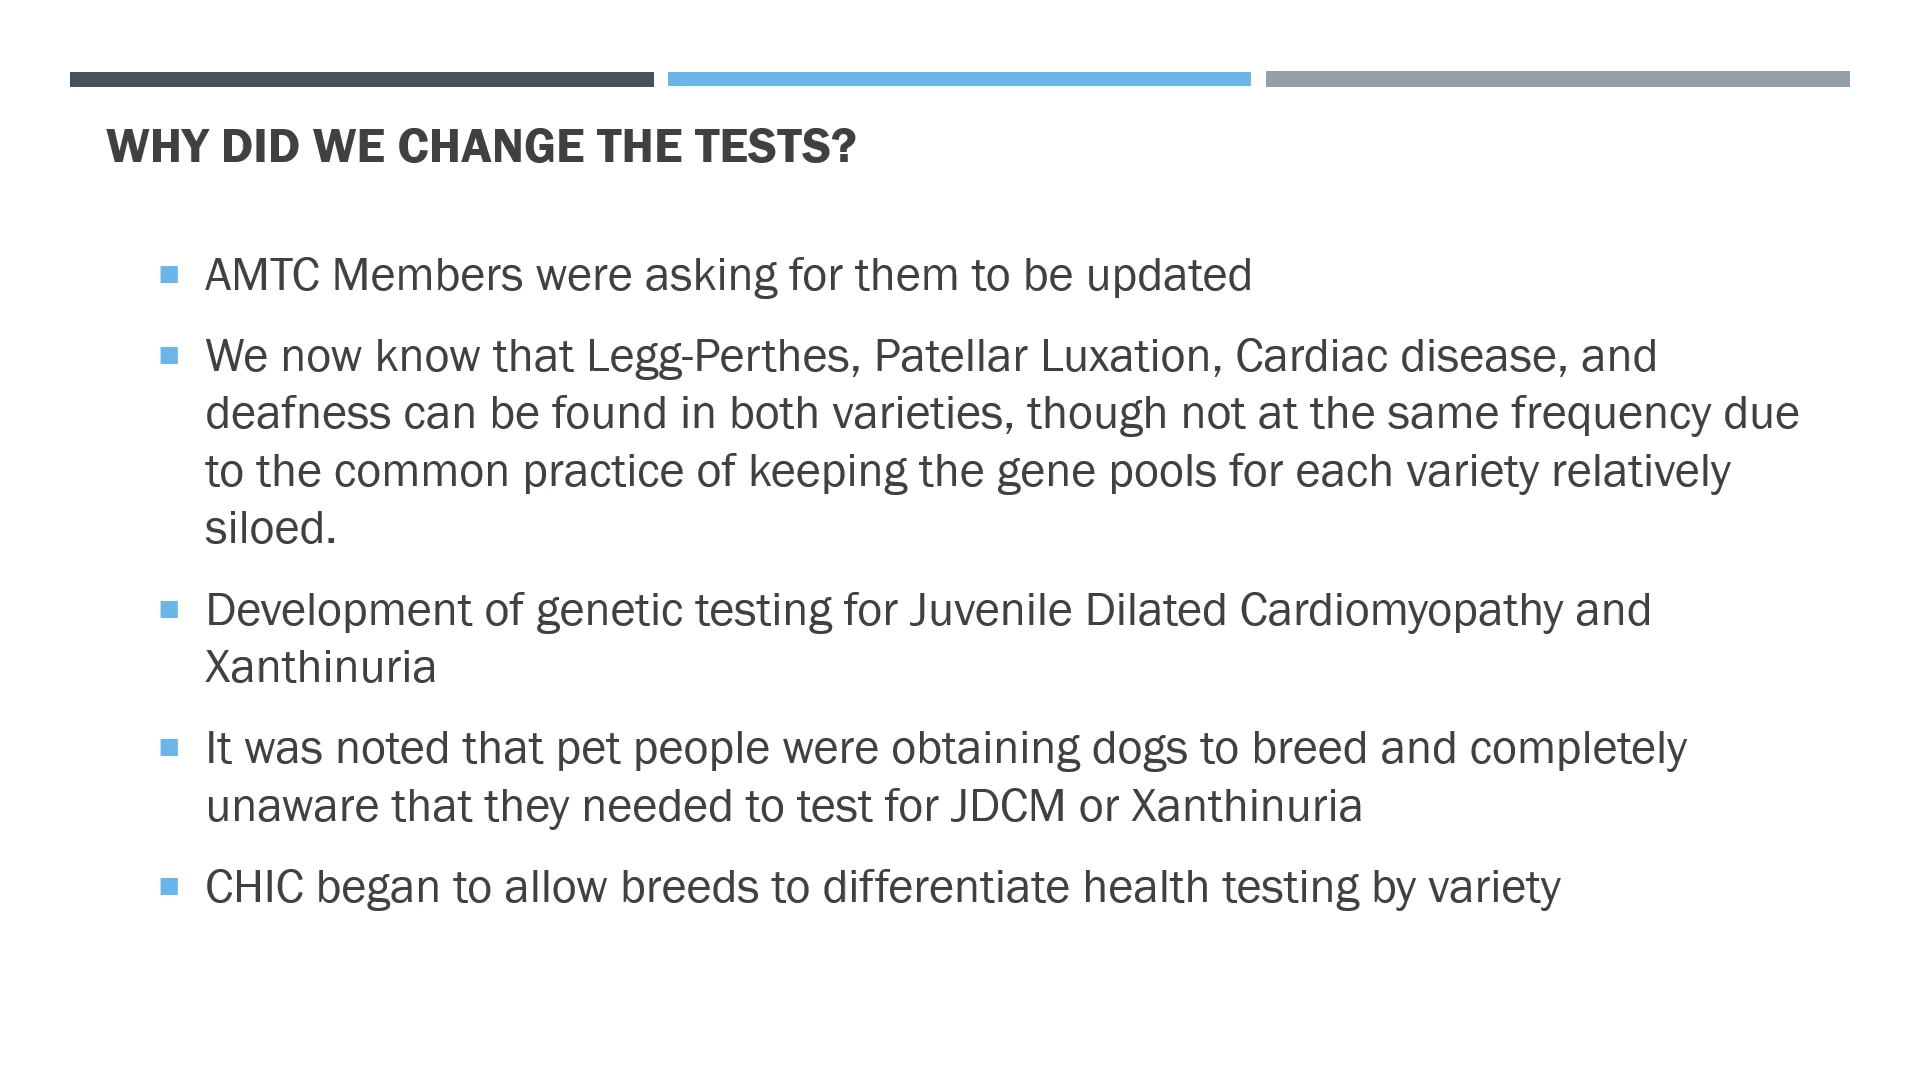 WHY DID WE CHANGE THE TESTS?
AMTC Members were asking for them to be updated
We now know that Legg-Perthes, Patellar Luxation, Cardiac disease, and
deafness can be found in both varieties, though not at the same frequency due
to the common practice of keeping the gene pools for each variety relatively
siloed.
Development of genetic testing for Juvenile Dilated Cardiomyopathy and
Xanthinuria
It was noted that pet people were obtaining dogs to breed and completely
unaware that they needed to test for JDCM or Xanthinuria
CHIC began to allow breeds to differentiate health testing by variety